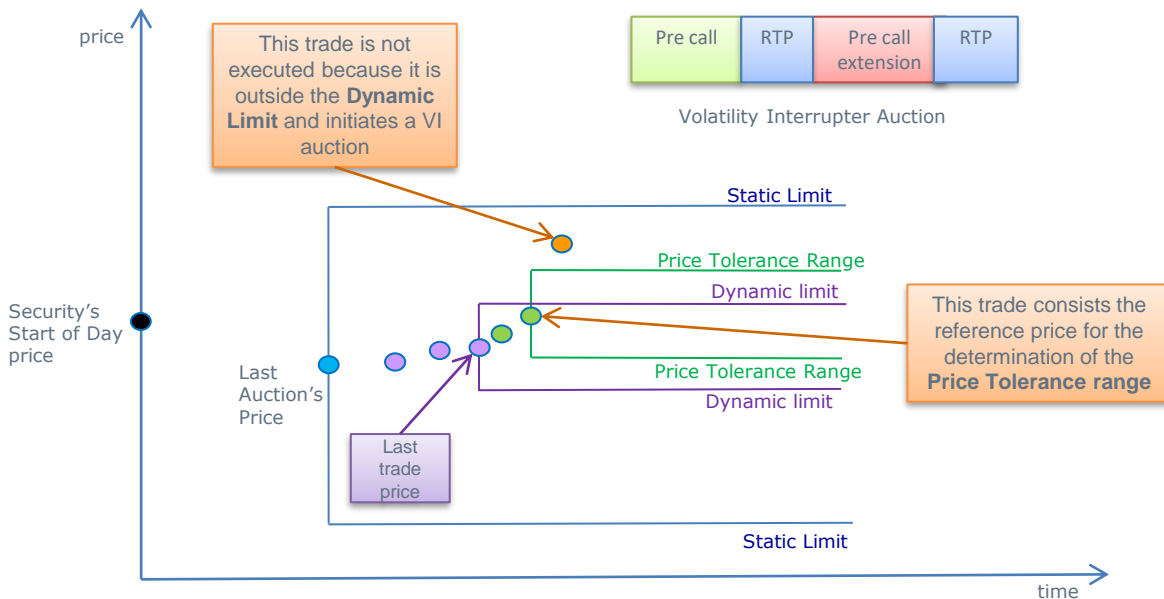 price
This trade is not
executed because it is
outside the Dynamic
Limit and initiates a VI
auction
Pre call
RTP
Pre call
extension
RTP
Volatility Interrupter Auction
Static Limit
Price Tolerance Range
Dynamic limit
Security’s
Start of Day
price
This trade consists the
reference price for the
determination of the
Price Tolerance range
Last
Auction’s
Price
Price Tolerance Range
Dynamic limit
Last
trade
price
Static Limit
time